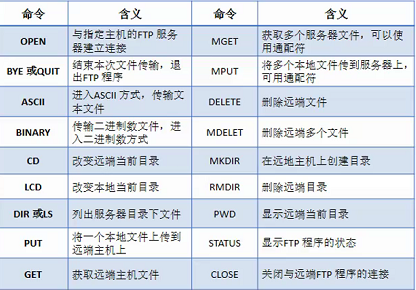 命令 含义 命令 含义
OPEN 与指定主机的FTP 服务器建立连接 MGET 获取多个服务器文件，可以使用通配符
BYE 或QUIT 结束本次文件传输，退出FTP 程序 MPUT 将多个本地文件传到服务器上，可用通配符
ASCII 进入ASCII 方式，传输文本文件 DELETE 删除远端文件
BINARY 传输二进制数文件，进入二进制数方式 MDELET 删除远端多个文件
CD 改变远端当前目录 MKDIR 在远地主机上创建目录
LCD 改变本地当前目录 RMDIR 删除远端目录
DIR 或LS 列出服务器目录下文件 PWD 显示远端当前目录
PUT 将一个本地文件上传到远端主机上 STATUS 显示FTP 程序的状态
GET 获取远端主机文件 CLOSE 关闭与远端FTP 程序的连接